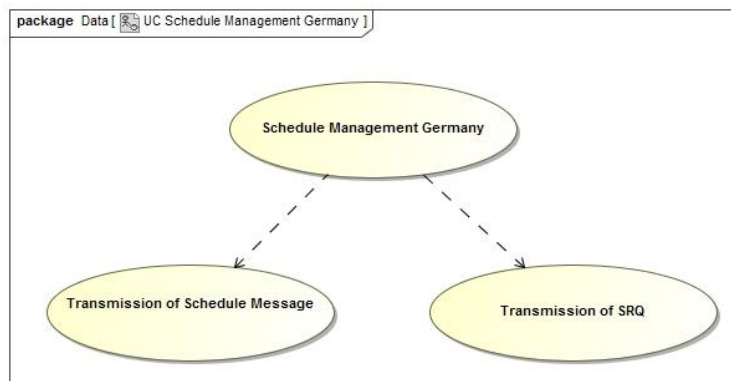 package Data [ UC Schedule Management Germany ]
Schedule Management Germany
Transmission of Schedule Message
Transmission of SRQ